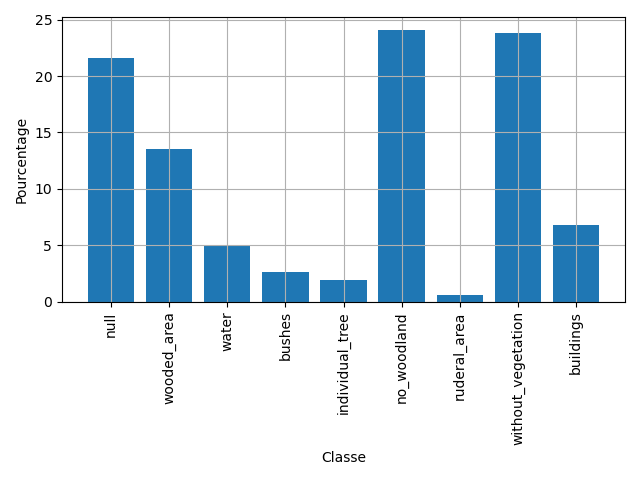 25
20
15
10
5
0
Pourcentage
null
wooded_area
water
bushes
individual_tree
no_woodland
ruderal_area
without_vegetation
buildings
Classe